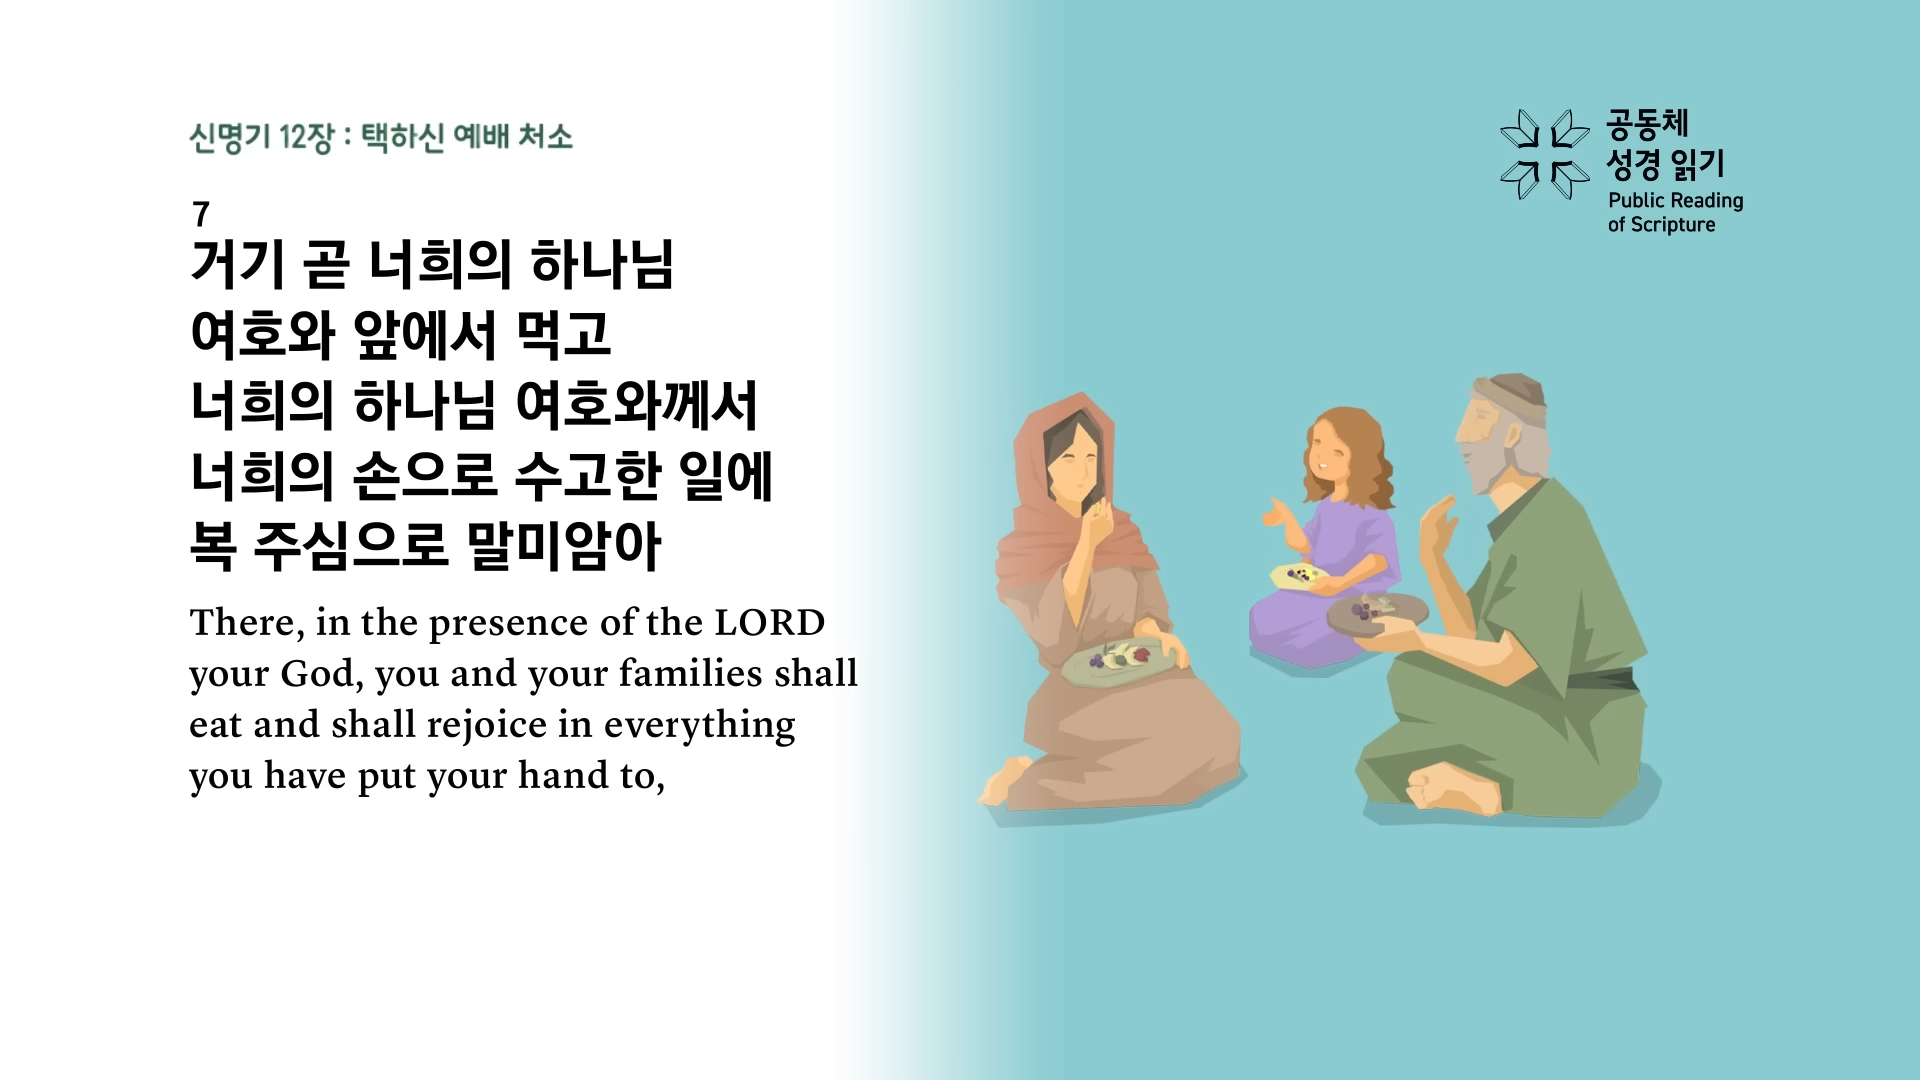 신명기 12장 : 택하신 예배 처소
7
거기 곧 너희의 하나님
여호와 앞에서 먹고
너희의 하나님 여호와께서
너희의 손으로 수고한 일에
복 주심으로 말미암아
There, in the presence of the LORD
your God, you and your families shall
eat and shall rejoice in everything
you have put your hand to,
공동체
성경 읽기
Public Reading
of Scripture